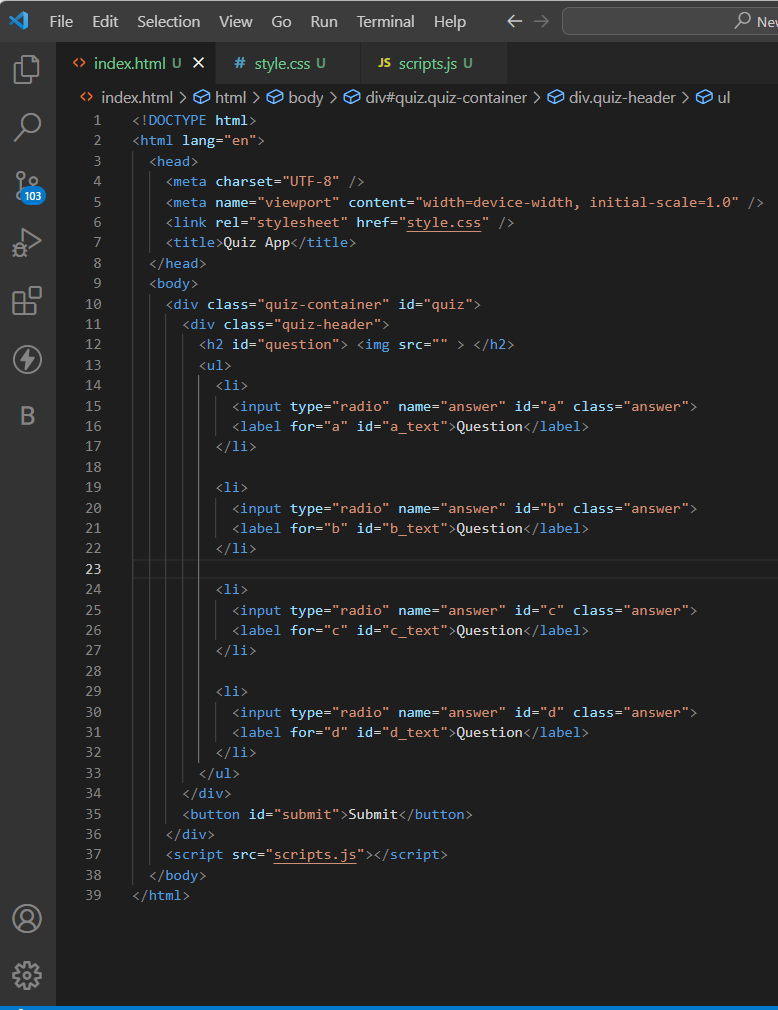 File Edit Selection View Go Run Terminal Help
<> index.html U × # style.css U JS scripts.js U
<> index.html > html > body > div#quiz.quiz-container > div.quiz-header > ul
1 <!DOCTYPE html>
2 <html lang="en">
3 <head>
4 <meta charset="UTF-8" />
5 <meta name="viewport" content="width=device-width, initial-scale=1.0" />
6 <link rel="stylesheet" href="style.css" />
7 <title>Quiz App</title>
8 </head>
9 <body>
10 <div class="quiz-container" id="quiz">
11 <div class="quiz-header">
12 <h2 id="question"> <img src="" > </h2>
13 <ul>
14 <li>
15 <input type="radio" name="answer" id="a" class="answer">
16 <label for="a" id="a_text">Question</label>
17 </li>
18
19 <li>
20 <input type="radio" name="answer" id="b" class="answer">
21 <label for="b" id="b_text">Question</label>
22 </li>
23
24 <li>
25 <input type="radio" name="answer" id="c" class="answer">
26 <label for="c" id="c_text">Question</label>
27 </li>
28
29 <li>
30 <input type="radio" name="answer" id="d" class="answer">
31 <label for="d" id="d_text">Question</label>
32 </li>
33 </ul>
34 </div>
35 <button id="submit">Submit</button>
36 </div>
37 <script src="scripts.js"></script>
38 </body>
39 </html>
103
B